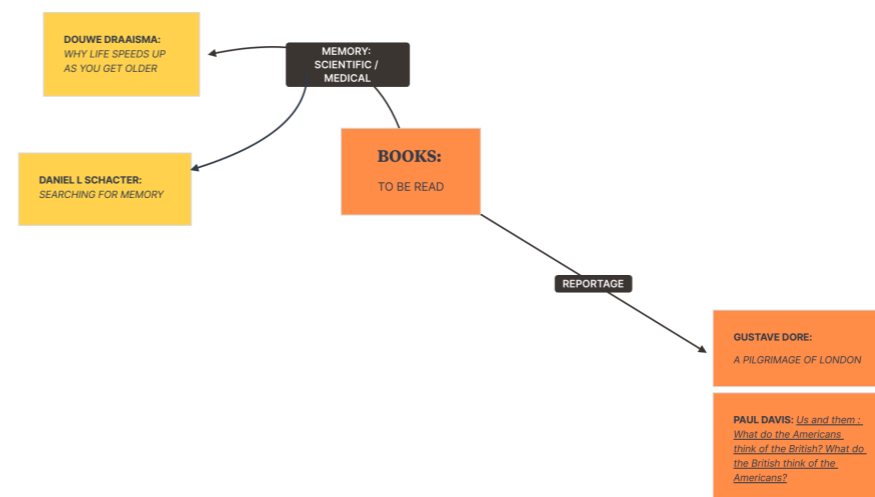 DOUWE DRAAISMA:
WHY LIFE SPEEDS UP
AS YOU GET OLDER
MEMORY:
SCIENTIFIC /
MEDICAL
BOOKS:
TO BE READ
DANIEL L SCHACTER:
SEARCHING FOR MEMORY
REPORTAGE
GUSTAVE DORE:
A PILGRIMAGE OF LONDON
PAUL DAVIS: Us and them :
What do the Americans
think of the British? What do
the British think of the
Americans?